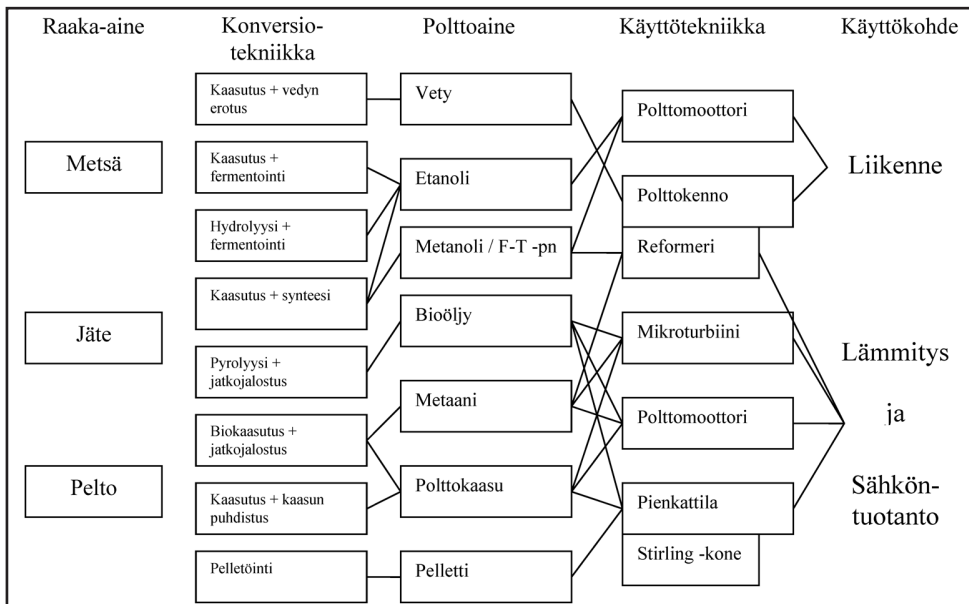 Raaka-aine
Konversio-
tekniikka
Polttoaine
Käyttötekniikka
Käyttökohde
Metsä
Jäte
Pelto
Kaasutus + vedyn
erotus
Kaasutus +
fermentointi
Hydrolyysi +
fermentointi
Kaasutus + synteesi
Pyrolyysi +
jatkojalostus
Biokaasutus +
jatkojalostus
Kaasutus + kaasun
puhdistus
Pelletöinti
Vety
Etanoli
Metanoli / F-T -pn
Bioöljy
Metaani
Polttokaasu
Pelletti
Polttomoottori
Polttokenno
Reformeri
Mikroturbiini
Polttomoottori
Pienkattila
Stirling -kone
Liikenne
Lämmitys
ja
Sähkön-
tuotanto